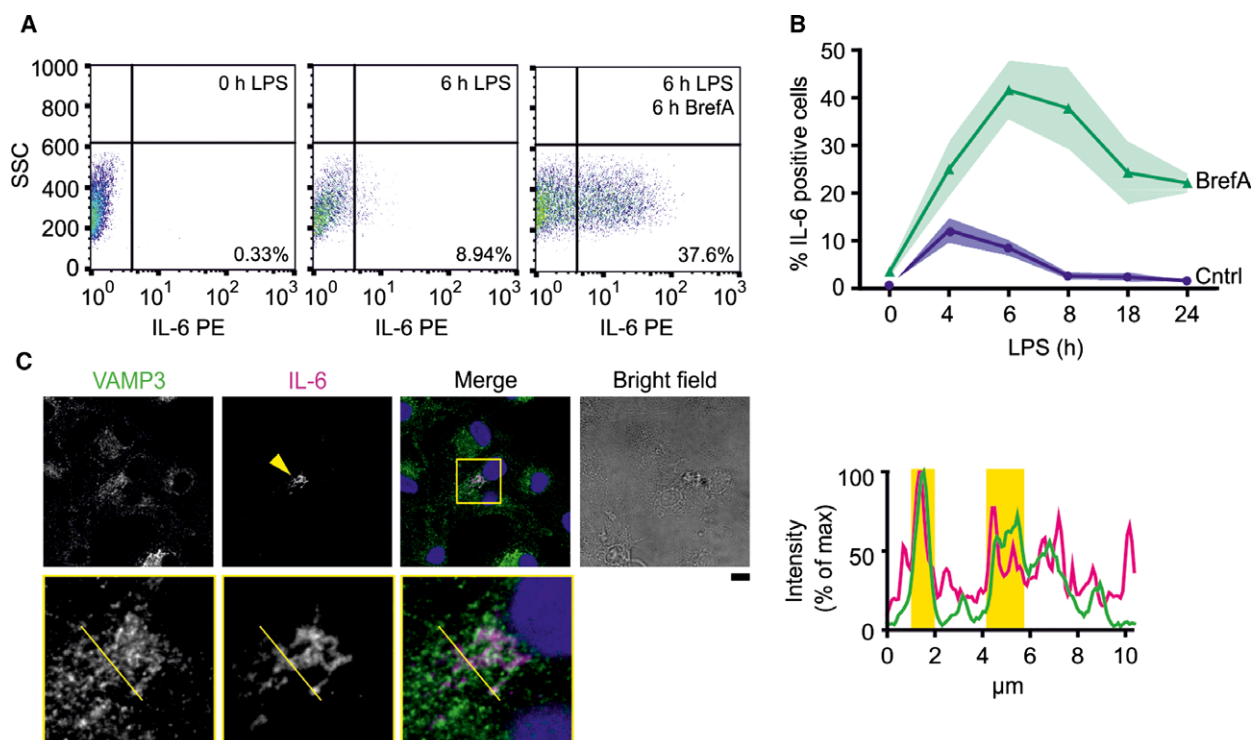 A
0 h LPS
6 h LPS
6 h LPS
6 h BrefA
1000
800
600
400
200
0
SSC
0.33%
8.94%
37.6%
10⁰ 10¹ 10² 10³
10⁰ 10¹ 10² 10³
10⁰ 10¹ 10² 10³
IL-6 PE
IL-6 PE
IL-6 PE
B
50
40
30
20
10
0
% IL-6 positive cells
BrefA
Cntrl
0 4 6 8 18 24
LPS (h)
C
VAMP3
IL-6
Merge
Bright field
100
50
0
Intensity
(% of max)
0 2 4 6 8 10
µm